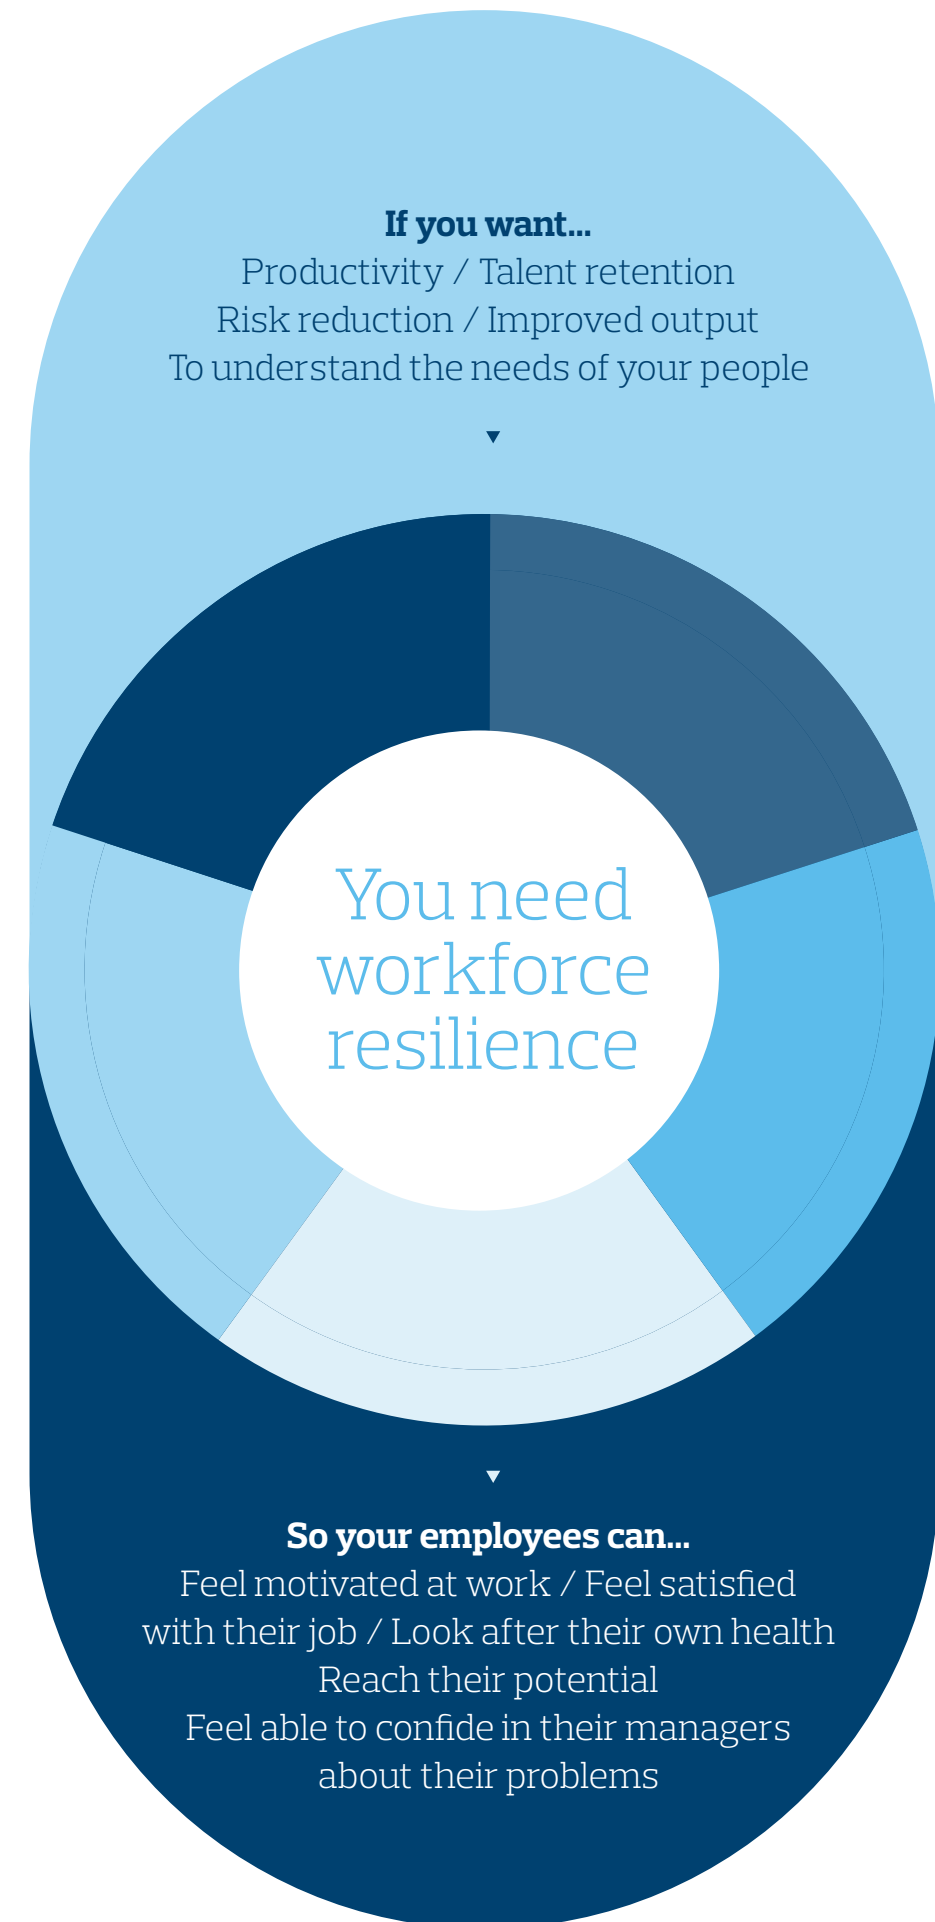 If you want...
Productivity / Talent retention
Risk reduction / Improved output
To understand the needs of your people
You need
workforce
resilience
So your employees can...
Feel motivated at work / Feel satisfied
with their job / Look after their own health
Reach their potential
Feel able to confide in their managers
about their problems